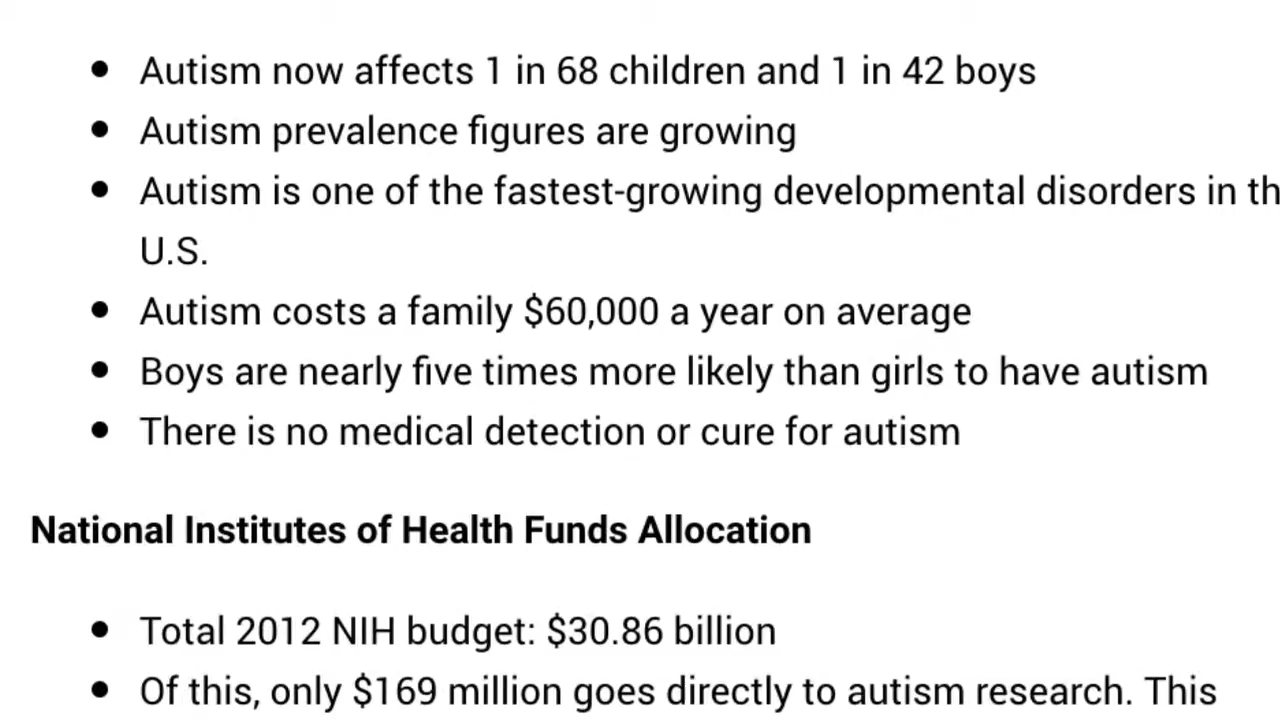 • Autism now affects 1 in 68 children and 1 in 42 boys
• Autism prevalence figures are growing
• Autism is one of the fastest-growing developmental disorders in th
U.S.
• Autism costs a family $60,000 a year on average
• Boys are nearly five times more likely than girls to have autism
• There is no medical detection or cure for autism
National Institutes of Health Funds Allocation
• Total 2012 NIH budget: $30.86 billion
• Of this, only $169 million goes directly to autism research. This